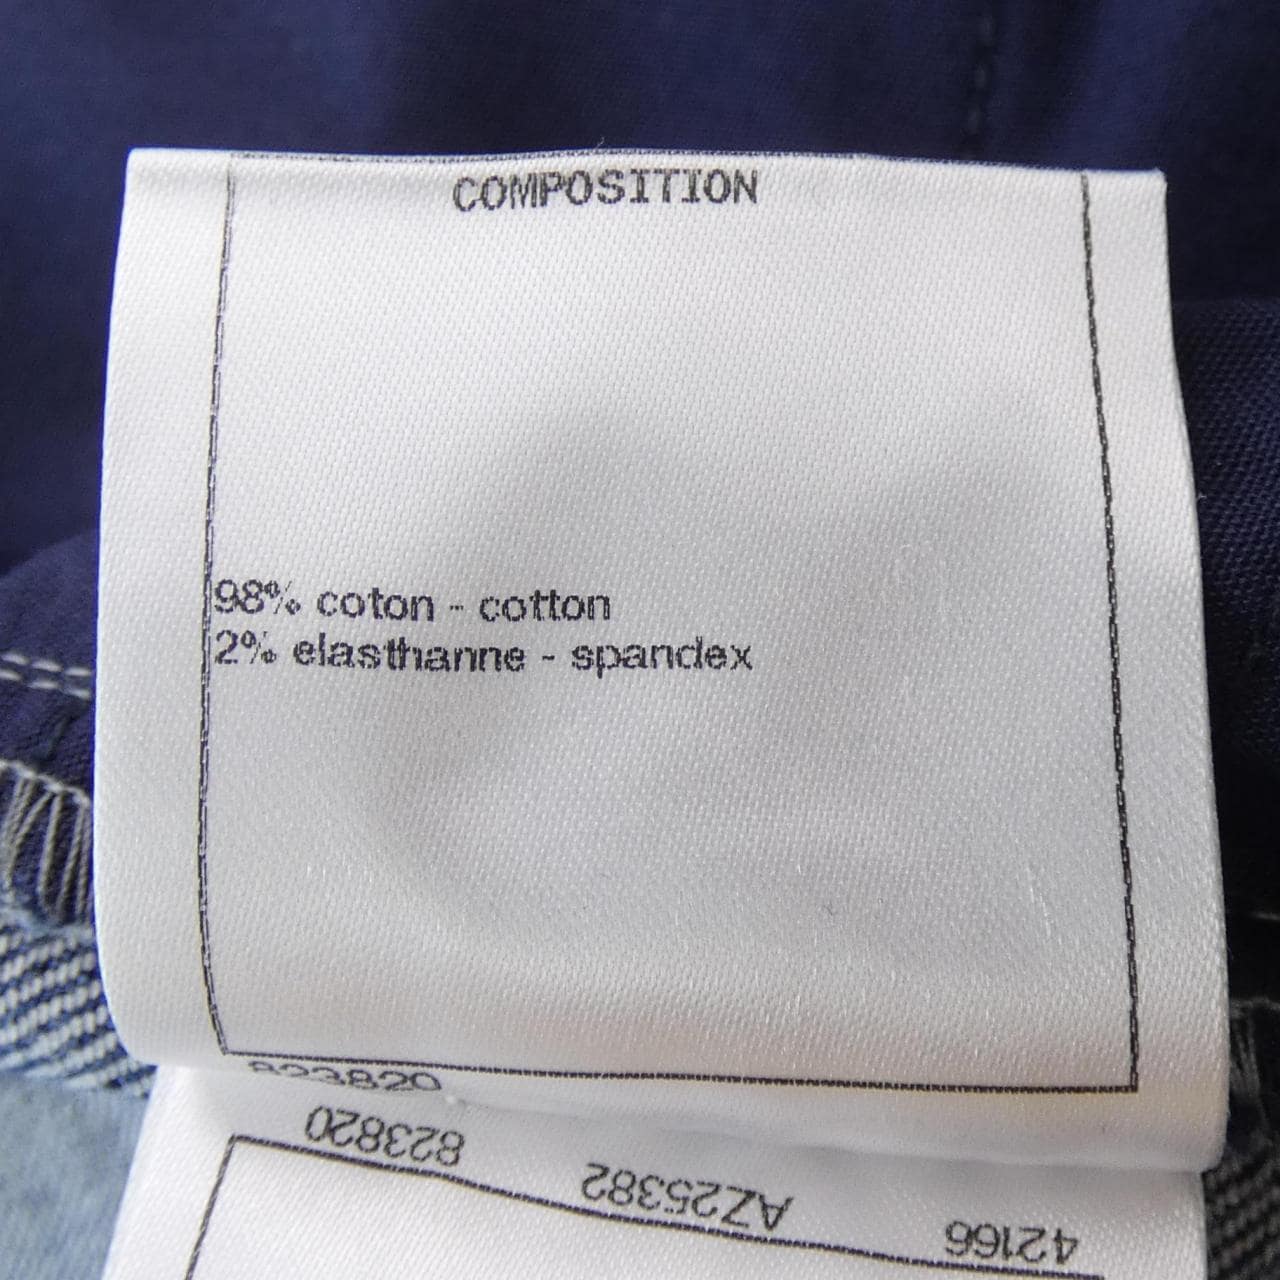 COMPOSITION
98% coton - cotton
2% elasthanne - spandex
823820
823820
AZ25382
42166